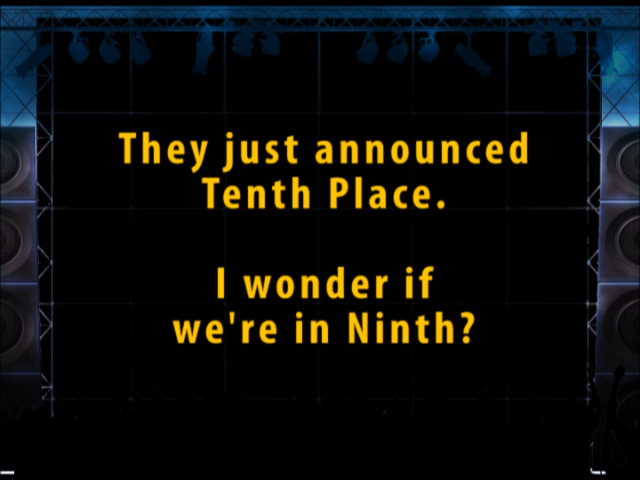 They just announced
Tenth Place.
I wonder if
we're in Ninth?